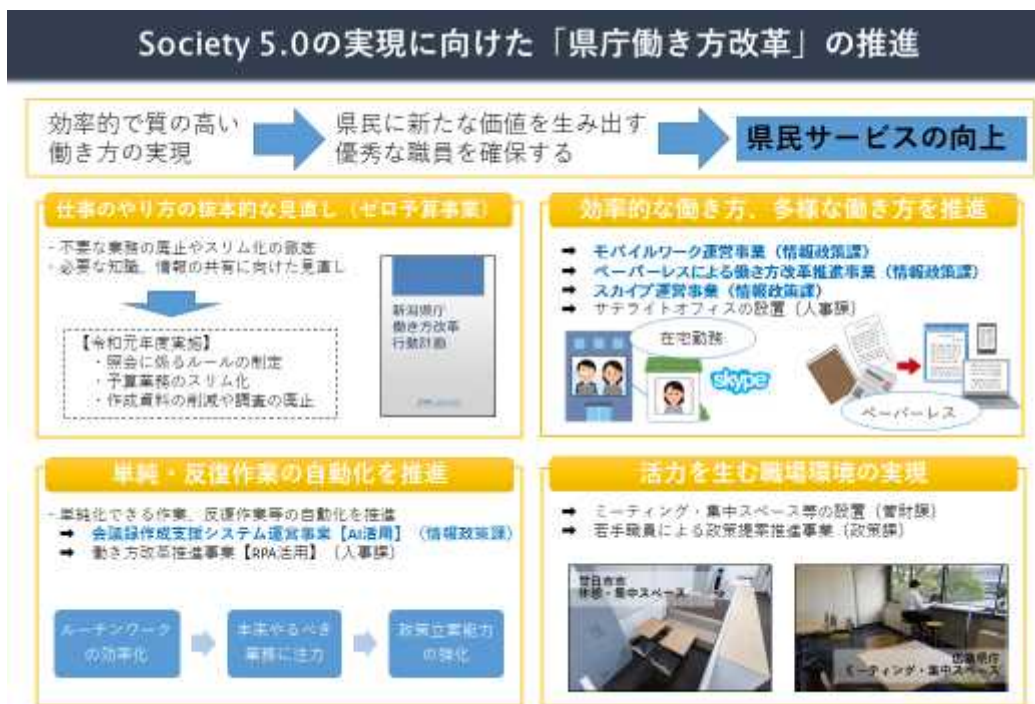 Society 5.0の実現に向けた「県庁働き方改革」の推進
効率的で質の高い
働き方の実現
県民に新たな価値を生み出す
優秀な職員を確保する
県民サービスの向上
仕事のやり方の抜本的な見直し（ゼロ予算事業）
・不要な業務の廃止やスリム化の徹底
・必要な知識、情報の共有に向けた見直し
【令和元年度実施】
・照会に係るルールの制定
・予算業務のスリム化
・作成資料の削減や調査の廃止
新潟県庁
働き方改革
行動計画
効率的な働き方、多様な働き方を推進
➡ モバイルワーク運営事業（情報政策課）
➡ ペーパーレスによる働き方改革推進事業（情報政策課）
➡ スカイプ運営事業（情報政策課）
➡ サテライトオフィスの設置（人事課）
在宅勤務
skype
ペーパーレス
単純・反復作業の自動化を推進
・単純化できる作業、反復作業等の自動化を推進
➡ 会議録作成支援システム運営事業【AI活用】（情報政策課）
➡ 働き方改革推進事業【RPA活用】（人事課）
ルーチンワーク
の効率化
本来やるべき
業務に注力
政策立案能力
の強化
活力を生む職場環境の実現
➡ ミーティング・集中スペース等の設置（管財課）
➡ 若手職員による政策提案推進事業（政策課）
廿日市市
休憩・集中スペース
広島県庁
ミーティング・集中スペース